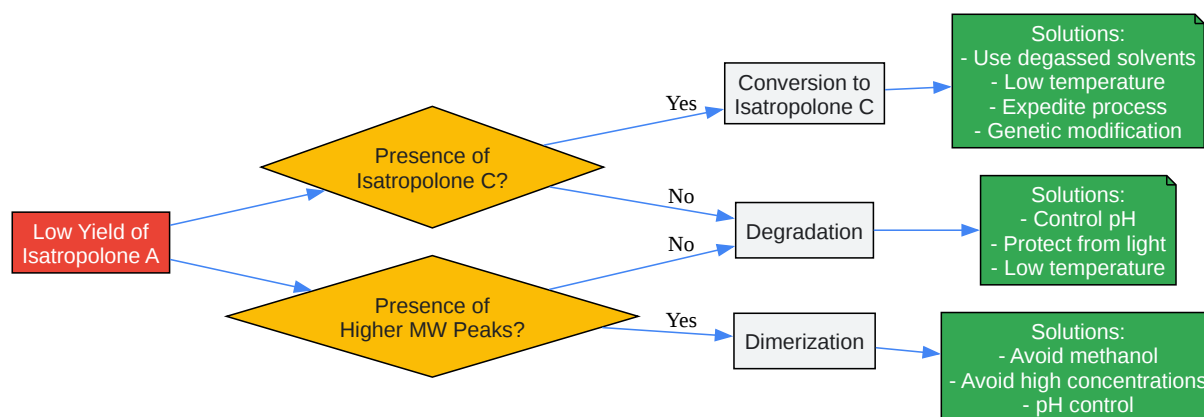 Low Yield of
Isatropolone A
Presence of
Isatropolone C?
Presence of
Higher MW Peaks?
Yes
No
No
Yes
Conversion to
Isatropolone C
Degradation
Dimerization
Solutions:
- Use degassed solvents
- Low temperature
- Expedite process
- Genetic modification
Solutions:
- Control pH
- Protect from light
- Low temperature
Solutions:
- Avoid methanol
- Avoid high concentrations
- pH control